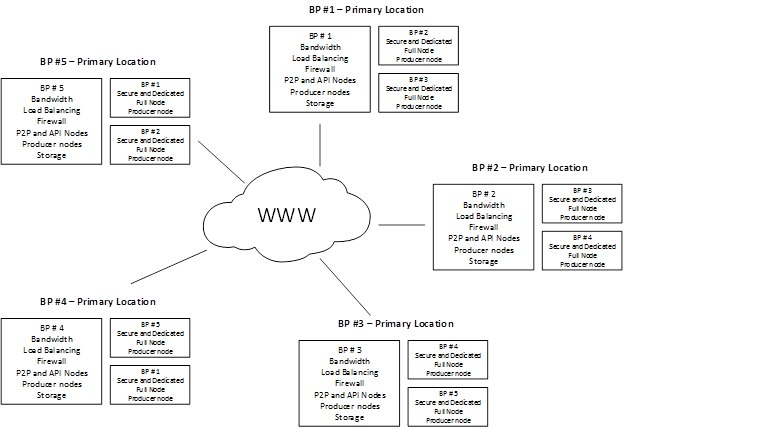 BP #1 – Primary Location
BP # 1
Bandwidth
Load Balancing
Firewall
P2P and API Nodes
Producer nodes
Storage
BP#2
Secure and Dedicated
Full Node
Producer node
BP#3
Secure and Dedicated
Full Node
Producer node
BP #5 – Primary Location
BP # 5
Bandwidth
Load Balancing
Firewall
P2P and API Nodes
Producer nodes
Storage
BP #1
Secure and Dedicated
Full Node
Producer node
BP #2
Secure and Dedicated
Full Node
Producer node
WWW
BP #2 – Primary Location
BP # 2
Bandwidth
Load Balancing
Firewall
P2P and API Nodes
Producer nodes
Storage
BP #3
Secure and Dedicated
Full Node
Producer node
BP #4
Secure and Dedicated
Full Node
Producer node
BP #4 – Primary Location
BP # 4
Bandwidth
Load Balancing
Firewall
P2P and API Nodes
Producer nodes
Storage
BP #5
Secure and Dedicated
Full Node
Producer node
BP #1
Secure and Dedicated
Full Node
Producer node
BP #3 – Primary Location
BP # 3
Bandwidth
Load Balancing
Firewall
P2P and API Nodes
Producer nodes
Storage
BP #4
Secure and Dedicated
Full Node
Producer node
BP #5
Secure and Dedicated
Full Node
Producer node